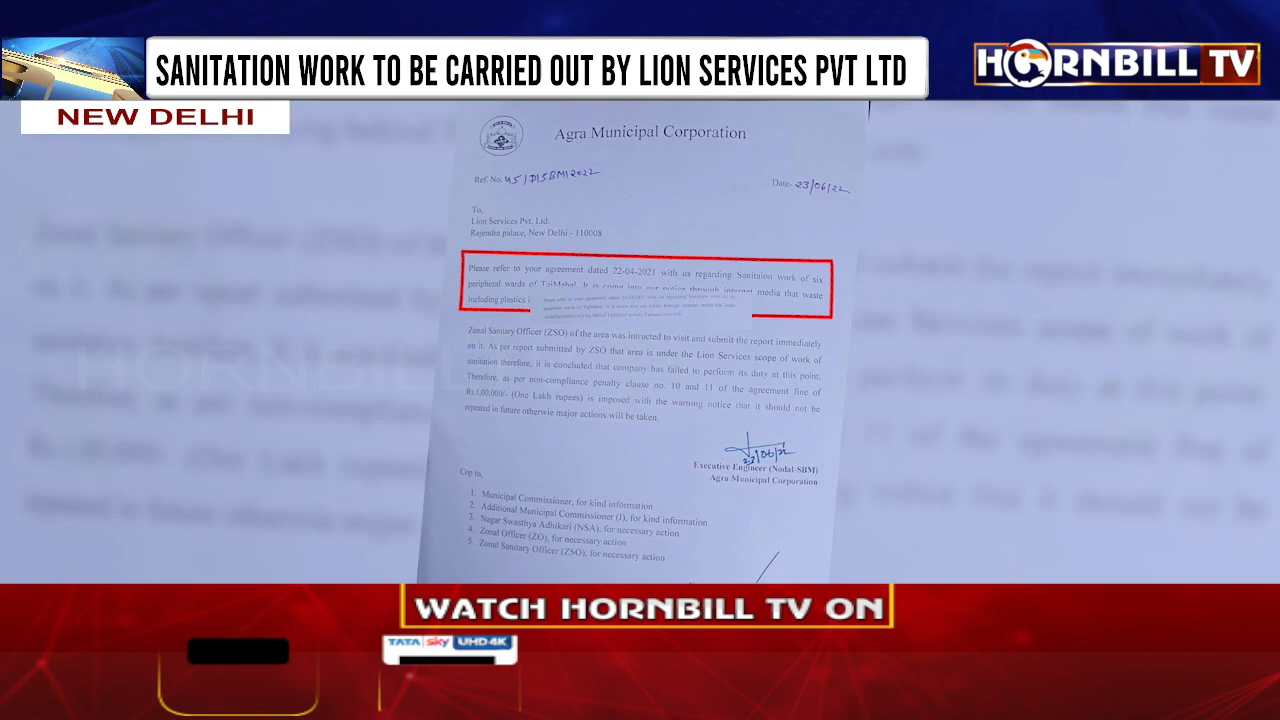 SANITATION WORK TO BE CARRIED OUT BY LION SERVICES PVT LTD
HORNBILL TV
NEW DELHI
Agra Municipal Corporation
Ref. No. 45/D/SBM/2022
Date- 23/06/22
To,
Lion Services Pvt. Ltd.
Rajendra palace, New Delhi - 110008
Please refer to your agreement dated 22-04-2021 with us regarding Sanitaion work of six
peripheral wards of TajMahal. It is come into our notice through internet media that waste
including plastics i
Zonal Sanitary Officer (ZSO) of the area was intructed to visit and submit the report immediately
on it. As per report submitted by ZSO that area is under the Lion Services scope of work of
sanitation therefore, it is concluded that company has failed to perform its duty at this point.
Therefore, as per non-compliance penalty clause no. 10 and 11 of the agreement fine of
Rs.1,00,000/- (One Lakh rupees) is imposed with the warning notice that it should not be
repeated in future otherwie major actions will be taken.
23/06/22
Executive Engineer (Nodal-SBM)
Agra Municipal Corporation
Cop to,
1. Municipal Commissioner, for kind information
2. Additional Municipal Commissioner (I), for kind information
3. Nagar Swasthya Adhikari (NSA), for necessary action
4. Zonal Officer (ZO), for necessary action
5. Zonal Sanitary Officer (ZSO), for necessary action
HORNBILL
WATCH HORNBILL TV ON
TATA sky UHD4K